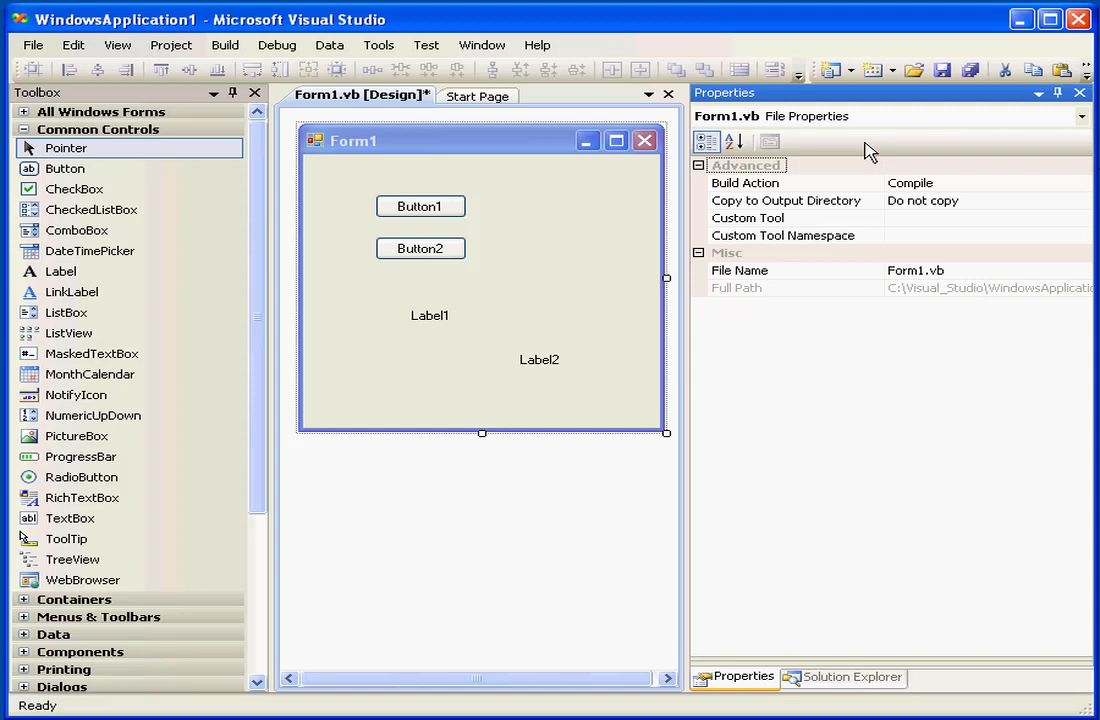 WindowsApplication1 - Microsoft Visual Studio
File Edit View Project Build Debug Data Tools Test Window Help
Toolbox
All Windows Forms
Common Controls
Pointer
Button
CheckBox
CheckedListBox
ComboBox
DateTimePicker
Label
LinkLabel
ListBox
ListView
MaskedTextBox
MonthCalendar
NotifyIcon
NumericUpDown
PictureBox
ProgressBar
RadioButton
RichTextBox
TextBox
ToolTip
TreeView
WebBrowser
Containers
Menus & Toolbars
Data
Components
Printing
Dialogs
Form1.vb [Design]* Start Page
Form1
Button1
Button2
Label1
Label2
Properties
Form1.vb File Properties
Advanced
Build Action Compile
Copy to Output Directory Do not copy
Custom Tool
Custom Tool Namespace
Misc
File Name Form1.vb
Full Path C:\Visual_Studio\WindowsApplicatio
Properties Solution Explorer
Ready